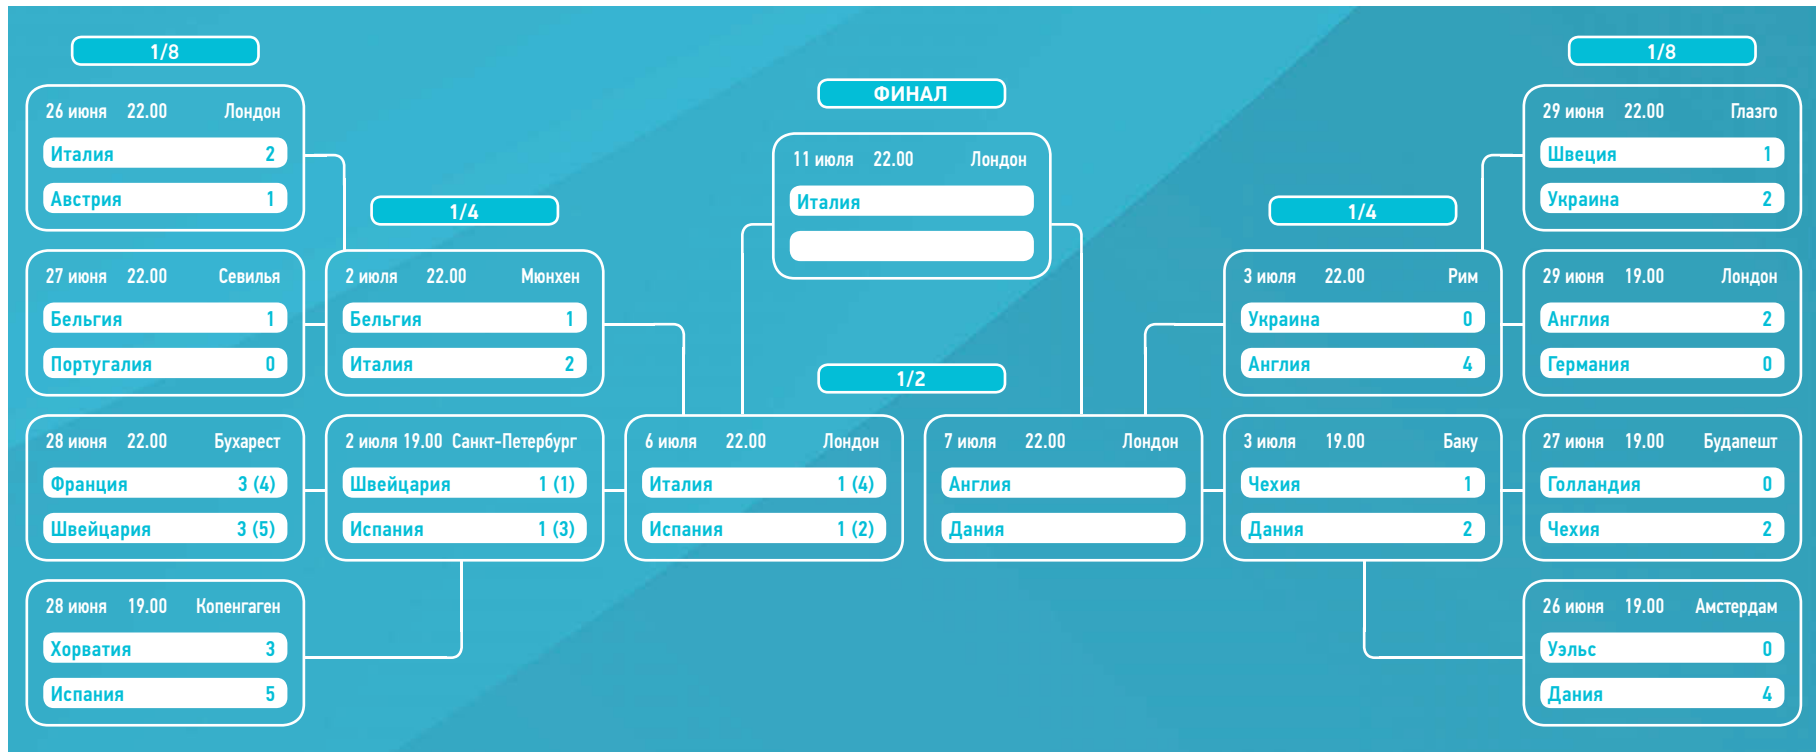 1/8
26 июня 22.00 Лондон
Италия 2
Австрия 1
27 июня 22.00 Севилья
Бельгия 1
Португалия 0
28 июня 22.00 Бухарест
Франция 3 (4)
Швейцария 3 (5)
28 июня 19.00 Копенгаген
Хорватия 3
Испания 5
1/4
2 июля 22.00 Мюнхен
Бельгия 1
Италия 2
2 июля 19.00 Санкт-Петербург
Швейцария 1 (1)
Испания 1 (3)
ФИНАЛ
11 июля 22.00 Лондон
Италия
1/2
6 июля 22.00 Лондон
Италия 1 (4)
Испания 1 (2)
7 июля 22.00 Лондон
Англия
Дания
1/4
3 июля 22.00 Рим
Украина 0
Англия 4
3 июля 19.00 Баку
Чехия 1
Дания 2
1/8
29 июня 22.00 Глазго
Швеция 1
Украина 2
29 июня 19.00 Лондон
Англия 2
Германия 0
27 июня 19.00 Будапешт
Голландия 0
Чехия 2
26 июня 19.00 Амстердам
Уэльс 0
Дания 4